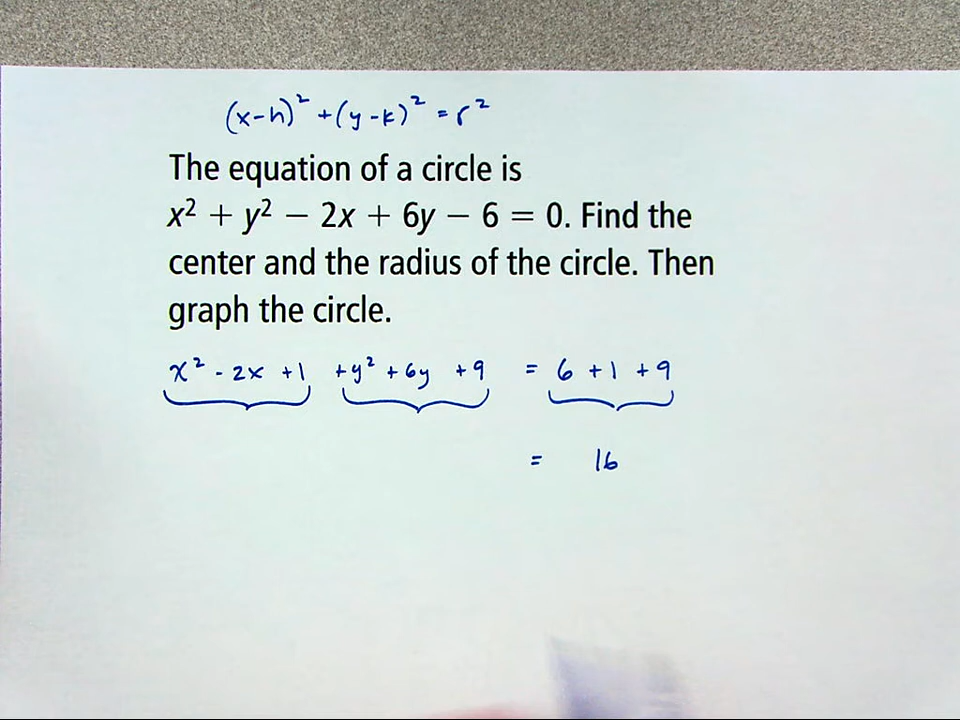 (x-h)² + (y-k)² = r²
The equation of a circle is
x² + y² − 2x + 6y − 6 = 0. Find the
center and the radius of the circle. Then
graph the circle.
x² - 2x + 1 + y² + 6y + 9 = 6 + 1 + 9
= 16